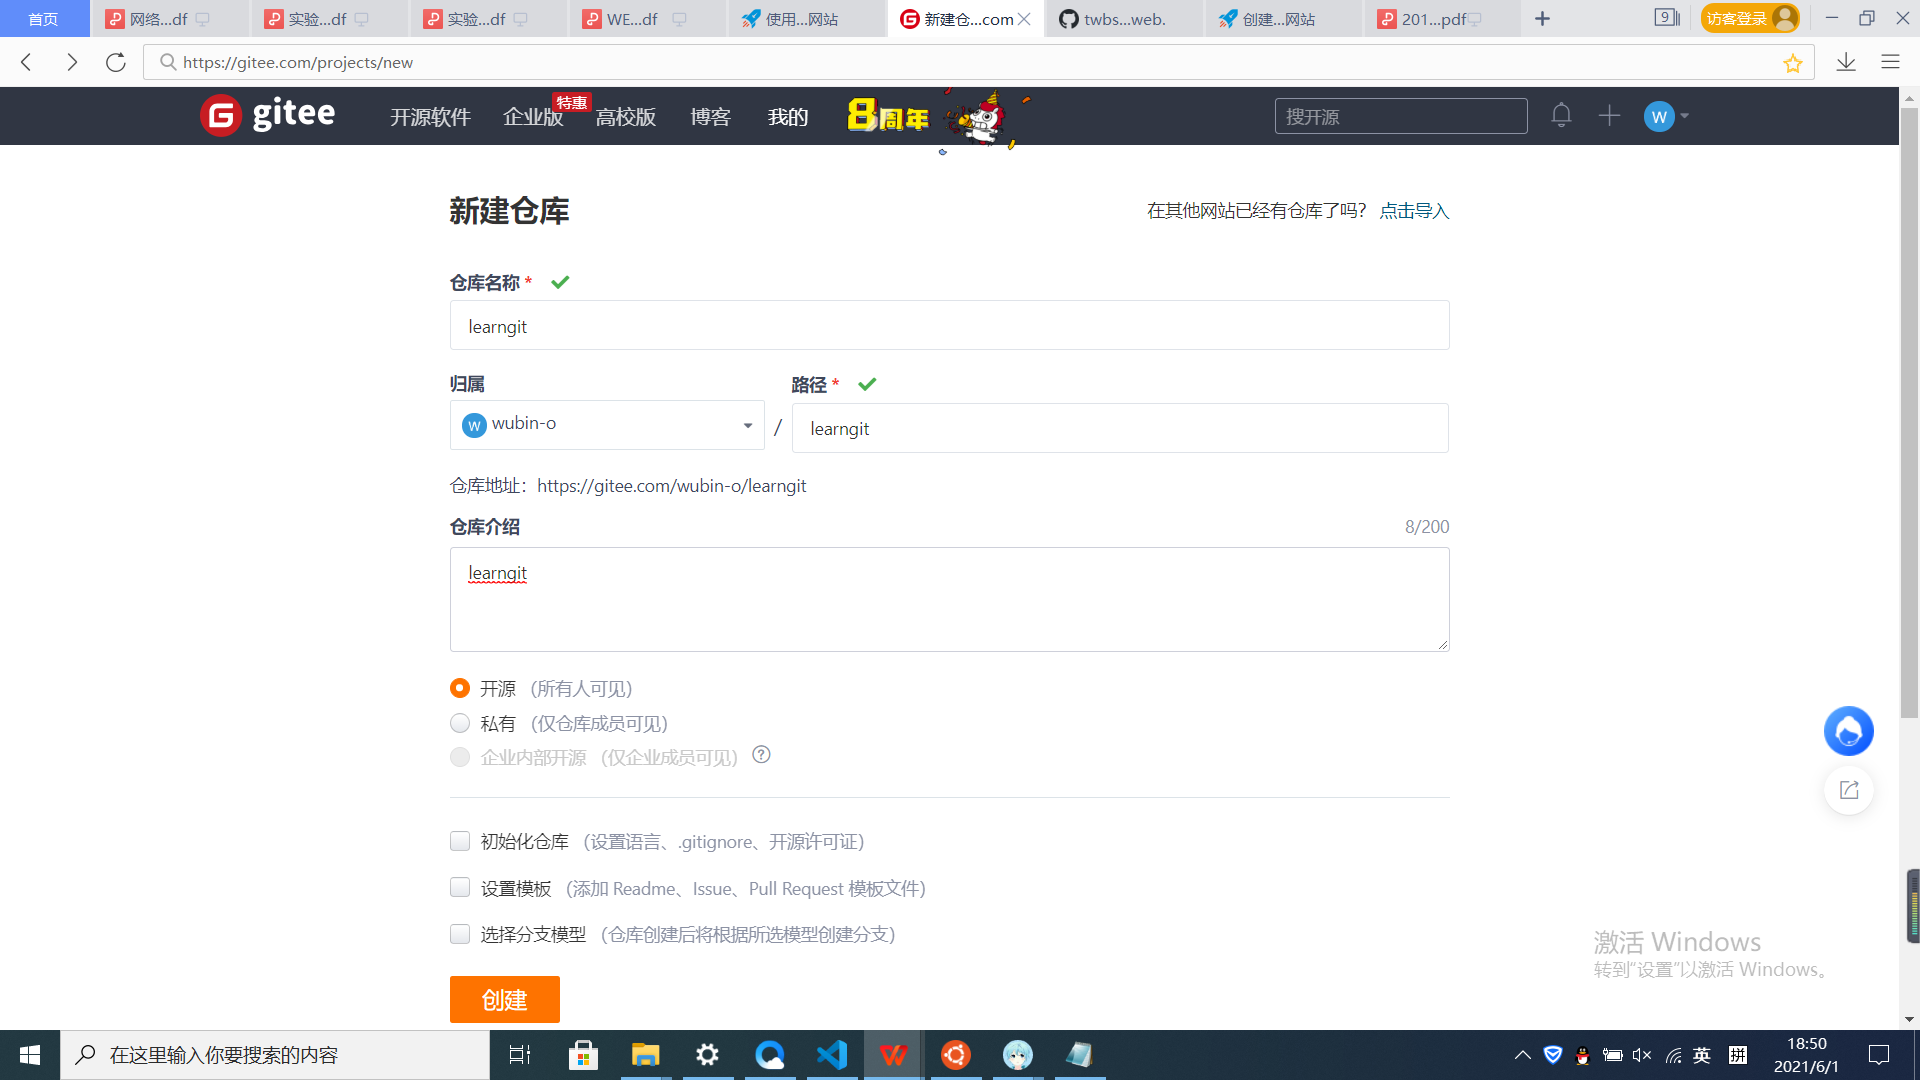 首页 网络...df 实验...df 实验...df WE...df 使用...网站 新建仓...com twbs...web. 创建...网站 201...pdf 9 访客登录
https://gitee.com/projects/new
gitee 开源软件 企业版 特惠 高校版 博客 我的 8周年 搜开源 W
新建仓库 在其他网站已经有仓库了吗？ 点击导入
仓库名称 *
learngit
归属 路径 *
W wubin-o / learngit
仓库地址：https://gitee.com/wubin-o/learngit
仓库介绍 8/200
learngit
开源 （所有人可见）
私有 （仅仓库成员可见）
企业内部开源 （仅企业成员可见） ?
初始化仓库 （设置语言、.gitignore、开源许可证）
设置模板 （添加 Readme、Issue、Pull Request 模板文件）
选择分支模型 （仓库创建后将根据所选模型创建分支）
激活 Windows
转到“设置”以激活 Windows。
创建
在这里输入你要搜索的内容 英 拼 18:50
2021/6/1